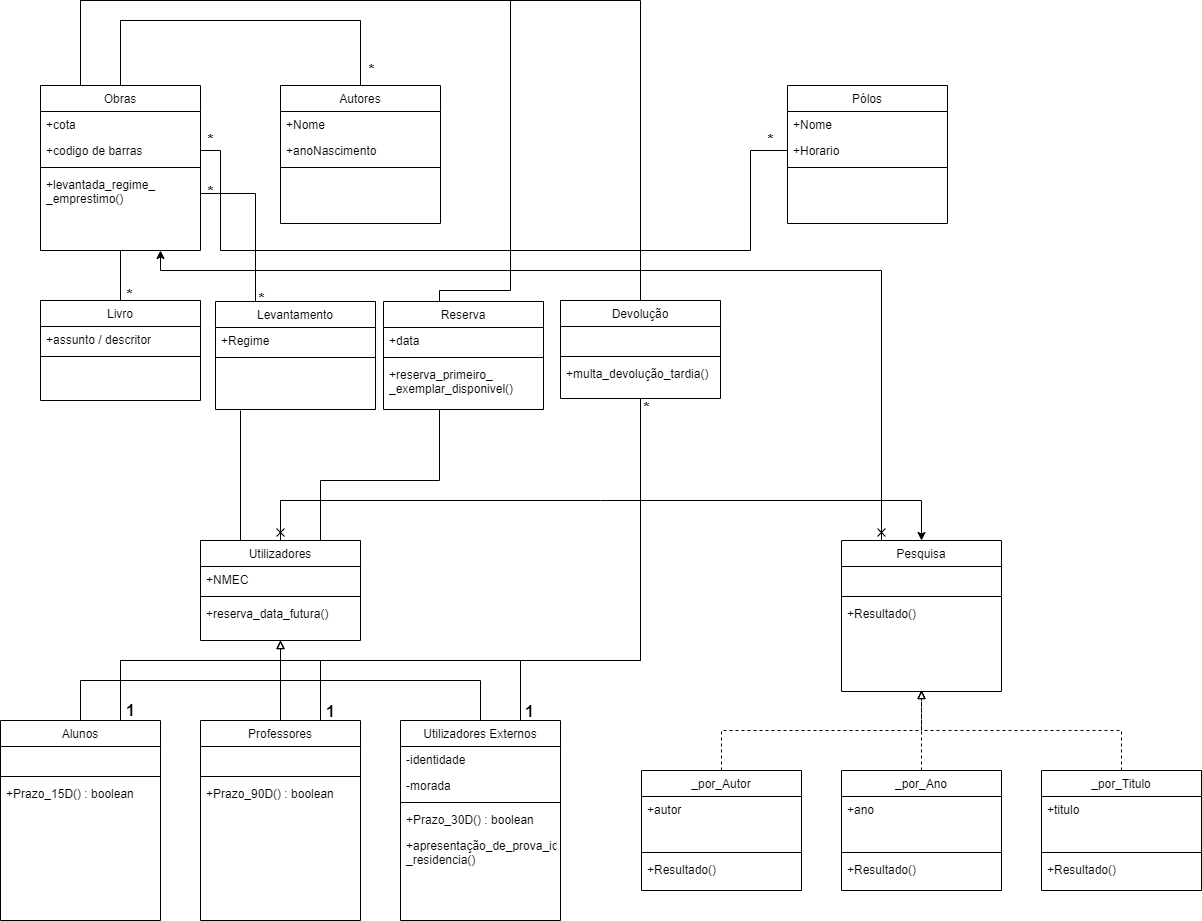 *
Obras
+cota
+codigo de barras
+levantada_regime_
_emprestimo()
Autores
+Nome
+anoNascimento
Pólos
+Nome
+Horario
*
*
*
*
*
Livro
+assunto / descritor
Levantamento
+Regime
Reserva
+data
+reserva_primeiro_
_exemplar_disponivel()
Devolução
+multa_devolução_tardia()
*
Utilizadores
+NMEC
+reserva_data_futura()
Pesquisa
+Resultado()
1
1
1
Alunos
+Prazo_15D() : boolean
Professores
+Prazo_90D() : boolean
Utilizadores Externos
-identidade
-morada
+Prazo_30D() : boolean
+apresentação_de_prova_id
_residencia()
_por_Autor
+autor
+Resultado()
_por_Ano
+ano
+Resultado()
_por_Titulo
+titulo
+Resultado()